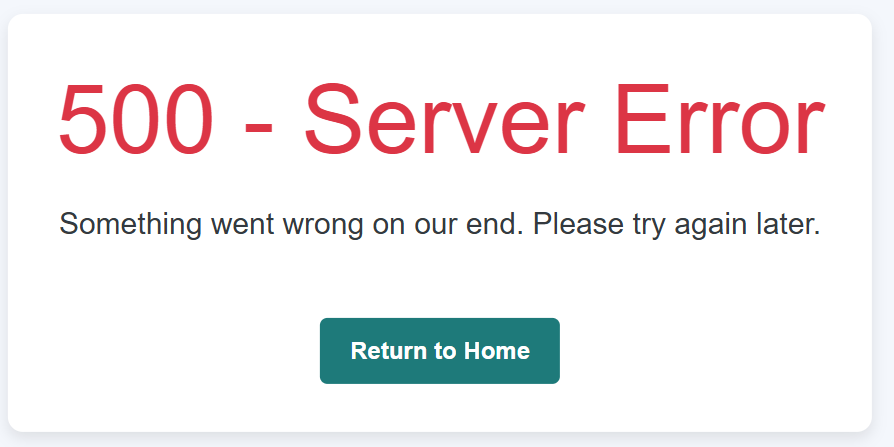 500 - Server Error
Something went wrong on our end. Please try again later.
Return to Home